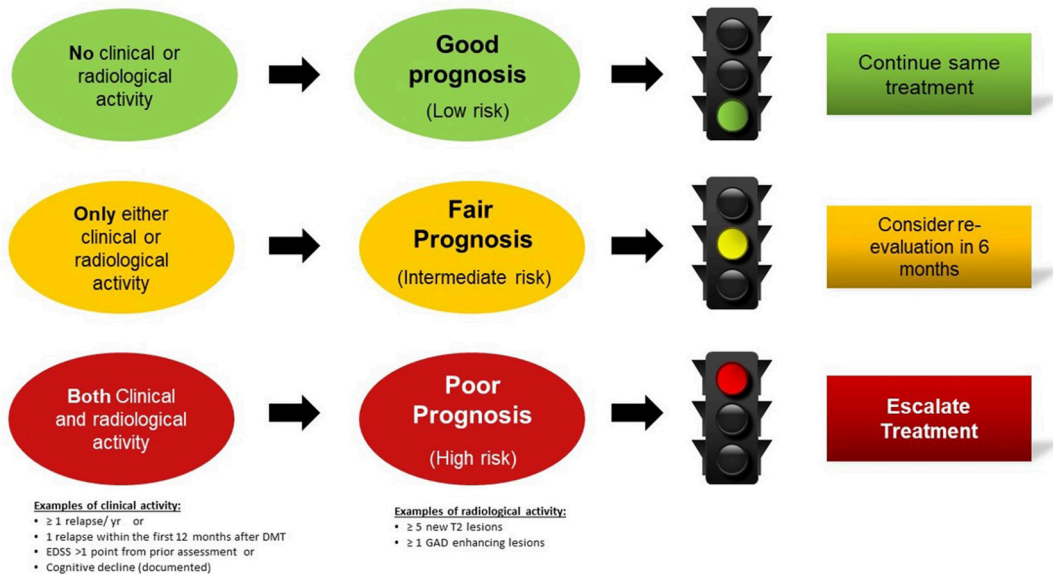 No clinical or
radiological
activity
Good
prognosis
(Low risk)
Continue same
treatment
Only either
clinical or
radiological
activity
Fair
Prognosis
(Intermediate risk)
Consider re-
evaluation in 6
months
Both Clinical
and radiological
activity
Poor
Prognosis
(High risk)
Escalate
Treatment
Examples of clinical activity:
• ≥ 1 relapse/ yr or
• 1 relapse within the first 12 months after DMT
• EDSS >1 point from prior assessment or
• Cognitive decline (documented)
Examples of radiological activity:
• ≥ 5 new T2 lesions
• ≥ 1 GAD enhancing lesions